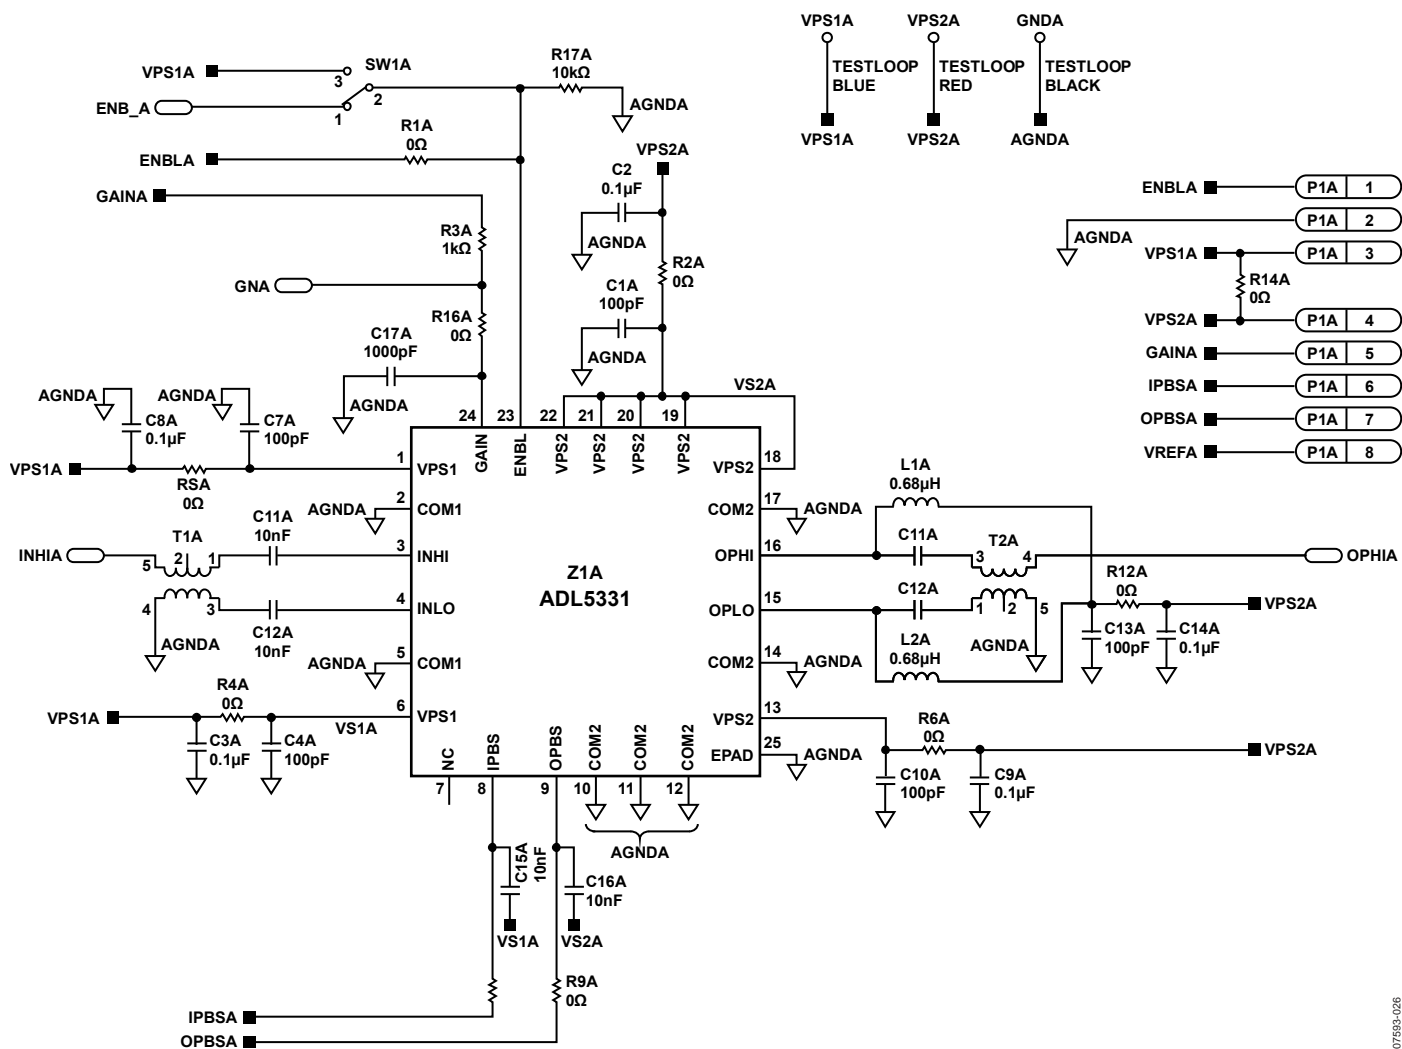 VPS1A
VPS2A
GNDA
TESTLOOP
BLUE
TESTLOOP
RED
TESTLOOP
BLACK
VPS1A
VPS2A
AGNDA
VPS1A
3
SW1A
2
ENB_A
1
R17A
10kΩ
AGNDA
R1A
0Ω
ENBLA
GAINA
VPS2A
C2
0.1µF
AGNDA
R3A
1kΩ
R2A
0Ω
GNA
C1A
100pF
R16A
0Ω
AGNDA
C17A
1000pF
AGNDA
VS2A
ENBLA
P1A 1
P1A 2
AGNDA
VPS1A
P1A 3
R14A
0Ω
VPS2A
P1A 4
GAINA
P1A 5
IPBSA
P1A 6
OPBSA
P1A 7
VREFA
P1A 8
AGNDA
AGNDA
C8A
0.1µF
C7A
100pF
VPS1A
RSA
0Ω
24 23 22 21 20 19
GAIN ENBL VPS2 VPS2 VPS2 VPS2
1 VPS1
VPS2 18
AGNDA
2 COM1
COM2 17
AGNDA
L1A
0.68µH
INHIA
5 T1A 2 1
C11A
10nF
3 INHI
OPHI 16
C11A
3 T2A 4
OPHIA
Z1A
ADL5331
4 3
AGNDA
C12A
10nF
4 INLO
OPLO 15
C12A
1 2 5
AGNDA
R12A
0Ω
VPS2A
C13A
100pF
C14A
0.1µF
L2A
0.68µH
AGNDA
5 COM1
COM2 14
AGNDA
VPS1A
R4A
0Ω
VS1A
6 VPS1
VPS2 13
C3A
0.1µF
C4A
100pF
R6A
0Ω
VPS2A
EPAD 25
AGNDA
C10A
100pF
C9A
0.1µF
NC IPBS OPBS COM2 COM2 COM2
7 8 9 10 11 12
AGNDA
C15A
10nF
C16A
10nF
VS1A
VS2A
R9A
0Ω
IPBSA
OPBSA
07593-026